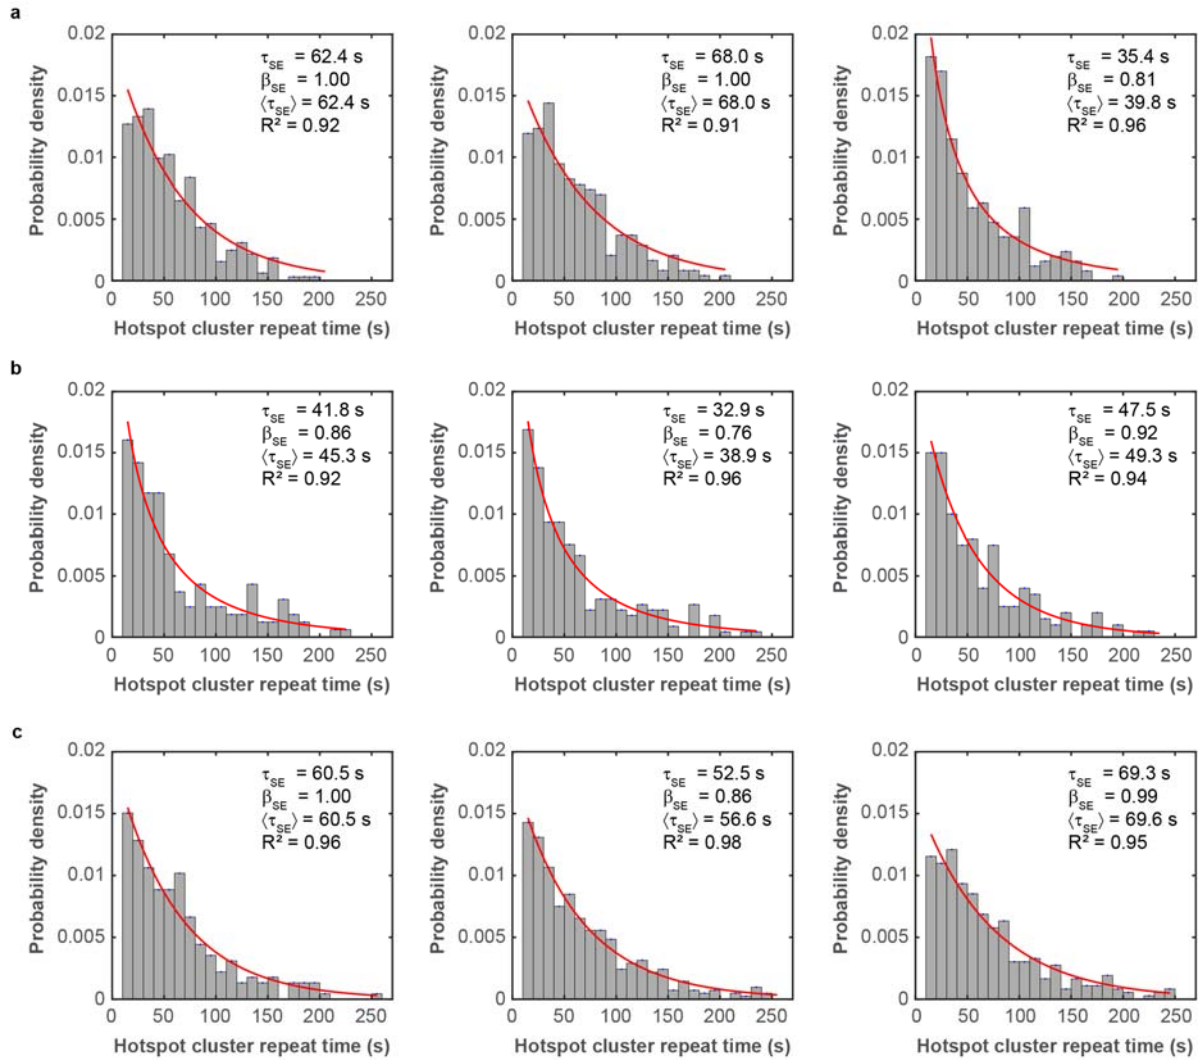 a
0.02
0.015
0.01
0.005
0
Probability density
τSE = 62.4 s
βSE = 1.00
⟨τSE⟩ = 62.4 s
R² = 0.92
0 50 100 150 200 250
Hotspot cluster repeat time (s)
0.02
0.015
0.01
0.005
0
Probability density
τSE = 68.0 s
βSE = 1.00
⟨τSE⟩ = 68.0 s
R² = 0.91
0 50 100 150 200 250
Hotspot cluster repeat time (s)
0.02
0.015
0.01
0.005
0
Probability density
τSE = 35.4 s
βSE = 0.81
⟨τSE⟩ = 39.8 s
R² = 0.96
0 50 100 150 200 250
Hotspot cluster repeat time (s)
b
0.02
0.015
0.01
0.005
0
Probability density
τSE = 41.8 s
βSE = 0.86
⟨τSE⟩ = 45.3 s
R² = 0.92
0 50 100 150 200 250
Hotspot cluster repeat time (s)
0.02
0.015
0.01
0.005
0
Probability density
τSE = 32.9 s
βSE = 0.76
⟨τSE⟩ = 38.9 s
R² = 0.96
0 50 100 150 200 250
Hotspot cluster repeat time (s)
0.02
0.015
0.01
0.005
0
Probability density
τSE = 47.5 s
βSE = 0.92
⟨τSE⟩ = 49.3 s
R² = 0.94
0 50 100 150 200 250
Hotspot cluster repeat time (s)
c
0.02
0.015
0.01
0.005
0
Probability density
τSE = 60.5 s
βSE = 1.00
⟨τSE⟩ = 60.5 s
R² = 0.96
0 50 100 150 200 250
Hotspot cluster repeat time (s)
0.02
0.015
0.01
0.005
0
Probability density
τSE = 52.5 s
βSE = 0.86
⟨τSE⟩ = 56.6 s
R² = 0.98
0 50 100 150 200 250
Hotspot cluster repeat time (s)
0.02
0.015
0.01
0.005
0
Probability density
τSE = 69.3 s
βSE = 0.99
⟨τSE⟩ = 69.6 s
R² = 0.95
0 50 100 150 200 250
Hotspot cluster repeat time (s)